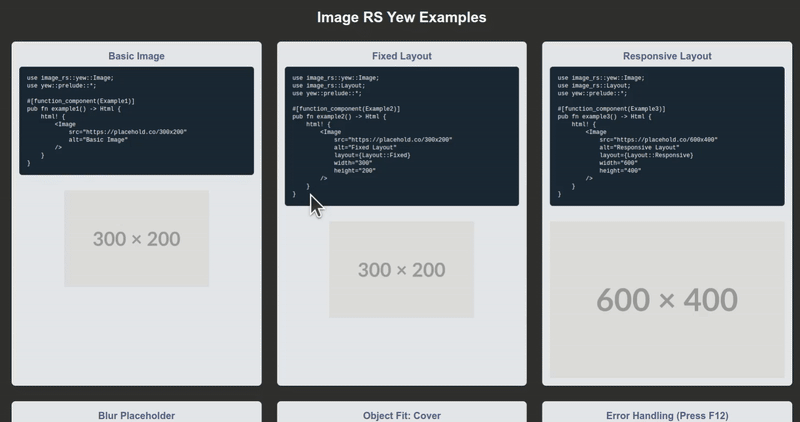 Image RS Yew Examples
Basic Image
use image_rs::yew::Image;
use yew::prelude::*;
#[function_component(Example1)]
pub fn example1() -> Html {
    html! {
        <Image
            src="https://placehold.co/300x200"
            alt="Basic Image"
        />
    }
}
300 × 200
Fixed Layout
use image_rs::yew::Image;
use image_rs::Layout;
use yew::prelude::*;
#[function_component(Example2)]
pub fn example2() -> Html {
    html! {
        <Image
            src="https://placehold.co/300x200"
            alt="Fixed Layout"
            layout={Layout::Fixed}
            width="300"
            height="200"
        />
    }
}
300 × 200
Responsive Layout
use image_rs::yew::Image;
use image_rs::Layout;
use yew::prelude::*;
#[function_component(Example3)]
pub fn example3() -> Html {
    html! {
        <Image
            src="https://placehold.co/600x400"
            alt="Responsive Layout"
            layout={Layout::Responsive}
            width="600"
            height="400"
        />
    }
}
600 × 400
Blur Placeholder
Object Fit: Cover
Error Handling (Press F12)